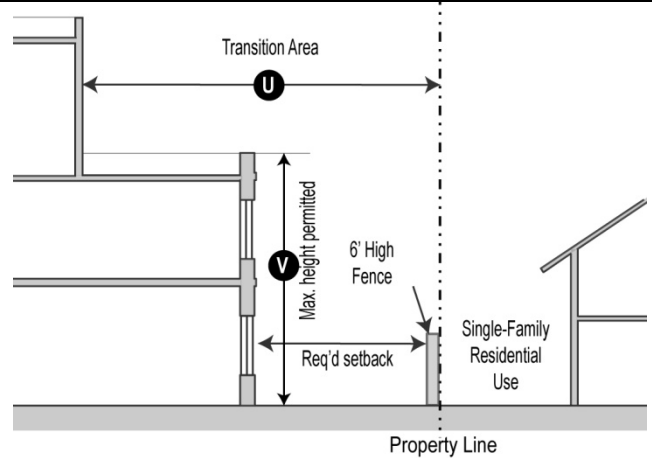 Transition Area
U
V
Max. height permitted
6' High
Fence
Req'd setback
Single-Family
Residential
Use
Property Line